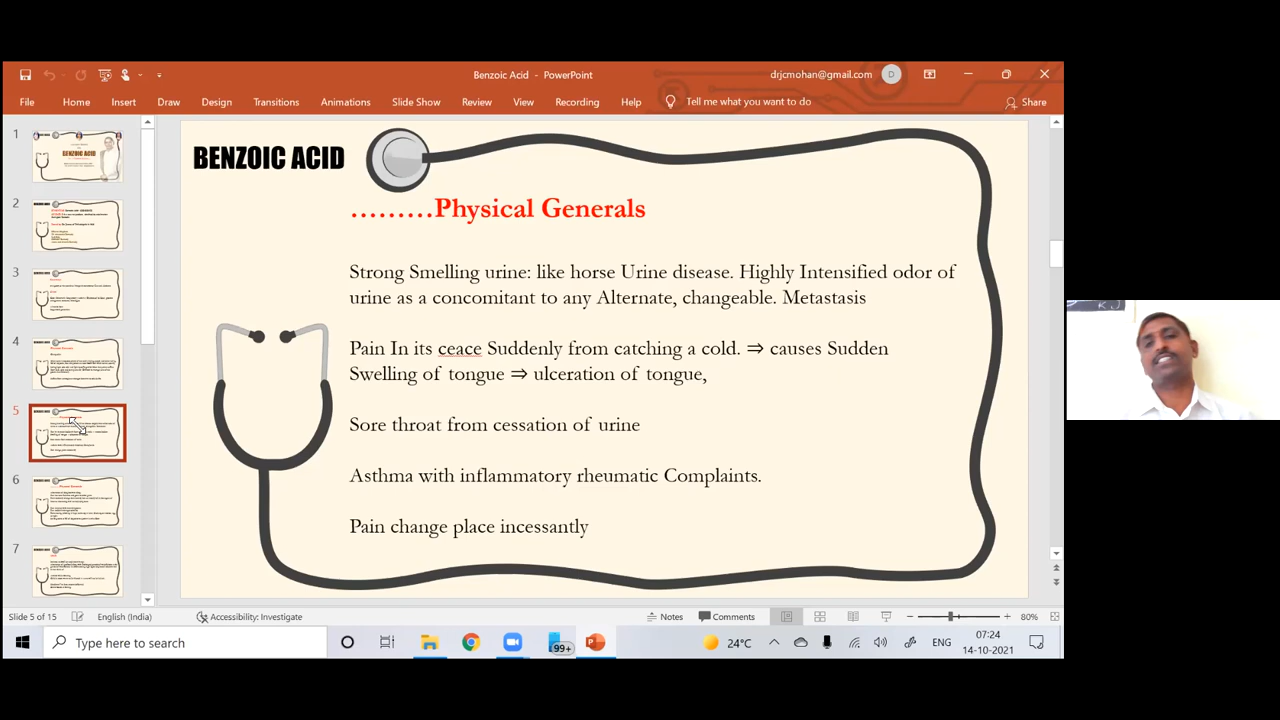 Benzoic Acid - PowerPoint
drjcmohan@gmail.com
D
File Home Insert Draw Design Transitions Animations Slide Show Review View Recording Help Tell me what you want to do Share
1
2
3
4
5
6
7
BENZOIC ACID
.........Physical Generals
Strong Smelling urine: like horse Urine disease. Highly Intensified odor of
urine as a concomitant to any Alternate, changeable. Metastasis
Pain In its ceace Suddenly from catching a cold. ⇒ causes Sudden
Swelling of tongue ⇒ ulceration of tongue,
Sore throat from cessation of urine
Asthma with inflammatory rheumatic Complaints.
Pain change place incessantly
Slide 5 of 15 English (India) Accessibility: Investigate Notes Comments 80%
Type here to search
99+
24°C
ENG
07:24
14-10-2021